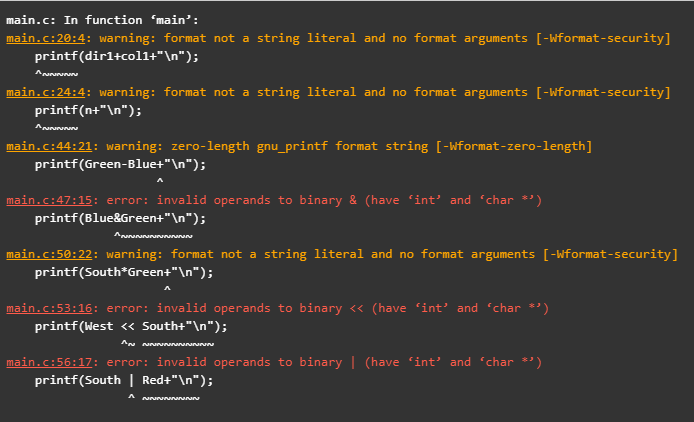 main.c: In function ‘main’:
main.c:20:4: warning: format not a string literal and no format arguments [-Wformat-security]
    printf(dir1+col1+"\n");
    ^~~~~~
main.c:24:4: warning: format not a string literal and no format arguments [-Wformat-security]
    printf(n+"\n");
    ^~~~~~
main.c:44:21: warning: zero-length gnu_printf format string [-Wformat-zero-length]
    printf(Green-Blue+"\n");
                     ^
main.c:47:15: error: invalid operands to binary & (have ‘int’ and ‘char *’)
    printf(Blue&Green+"\n");
               ^~~~~~~~~~~
main.c:50:22: warning: format not a string literal and no format arguments [-Wformat-security]
    printf(South*Green+"\n");
                      ^
main.c:53:16: error: invalid operands to binary << (have ‘int’ and ‘char *’)
    printf(West << South+"\n");
                ^~ ~~~~~~~~~~
main.c:56:17: error: invalid operands to binary | (have ‘int’ and ‘char *’)
    printf(South | Red+"\n");
                 ^ ~~~~~~~~